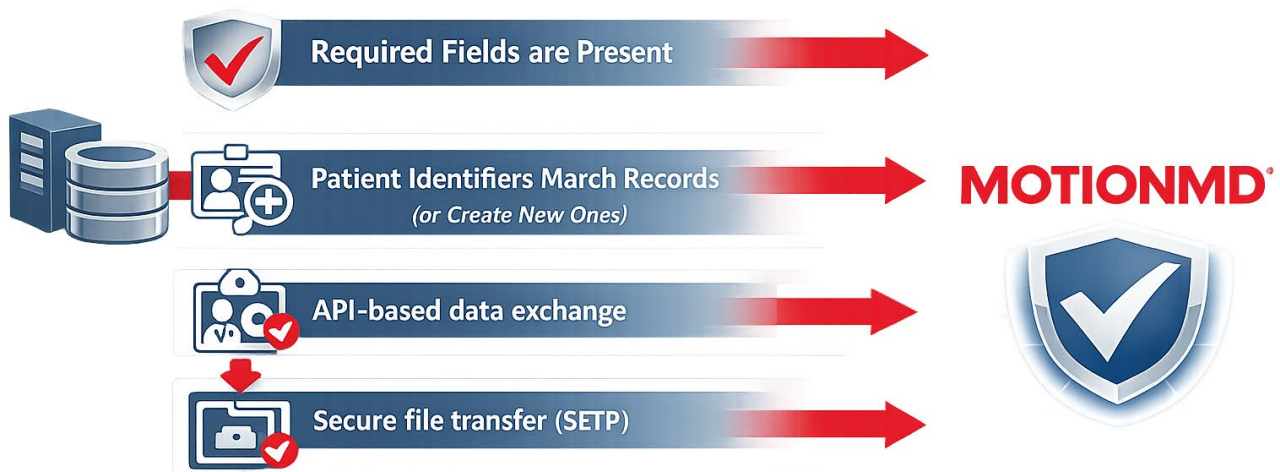 Required Fields are Present
Patient Identifiers March Records
(or Create New Ones)
MOTIONMD®
API-based data exchange
Secure file transfer (SETP)